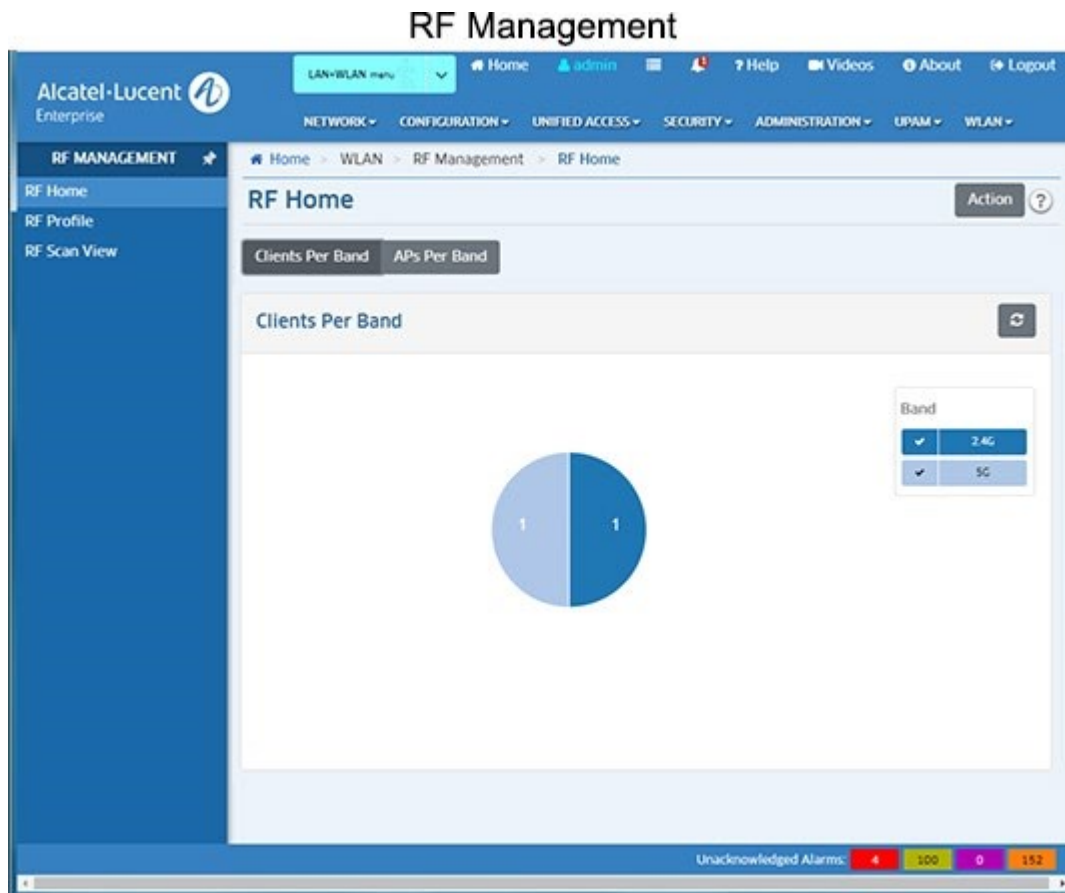 RF Management
Alcatel·Lucent
Enterprise
LAN+WLAN menu
Home admin ? Help Videos About Logout
NETWORK CONFIGURATION UNIFIED ACCESS SECURITY ADMINISTRATION UPAM WLAN
RF MANAGEMENT
RF Home
RF Profile
RF Scan View
Home > WLAN > RF Management > RF Home
RF Home
Action ?
Clients Per Band APs Per Band
Clients Per Band
Band
2.4G
5G
1 1
Unacknowledged Alarms: 4 100 0 152